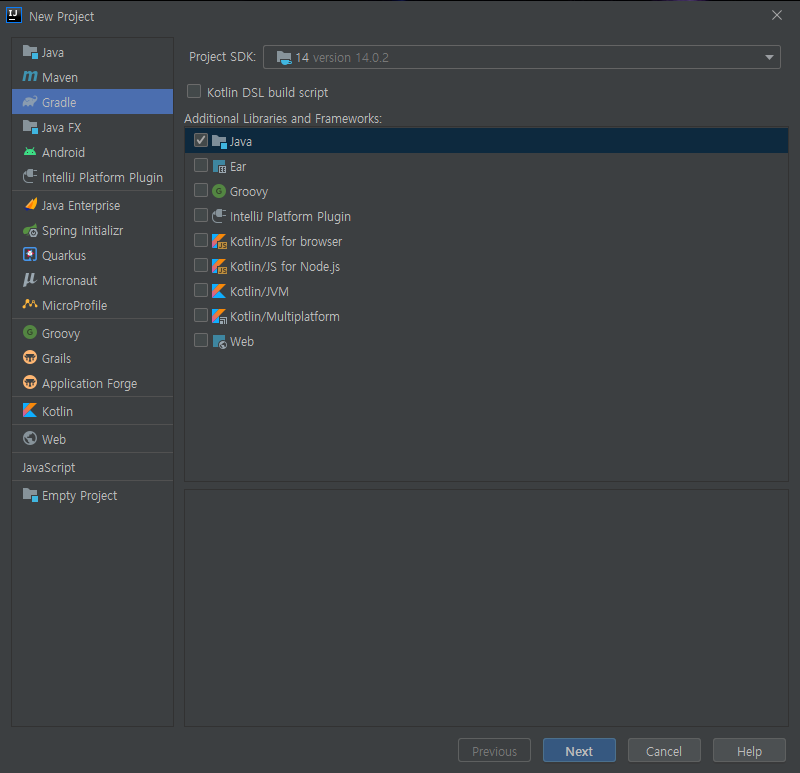 New Project
Java
Maven
Gradle
Java FX
Android
IntelliJ Platform Plugin
Java Enterprise
Spring Initializr
Quarkus
Micronaut
MicroProfile
Groovy
Grails
Application Forge
Kotlin
Web
JavaScript
Empty Project
Project SDK: 14 version 14.0.2
Kotlin DSL build script
Additional Libraries and Frameworks:
Java
Ear
Groovy
IntelliJ Platform Plugin
Kotlin/JS for browser
Kotlin/JS for Node.js
Kotlin/JVM
Kotlin/Multiplatform
Web
Previous Next Cancel Help